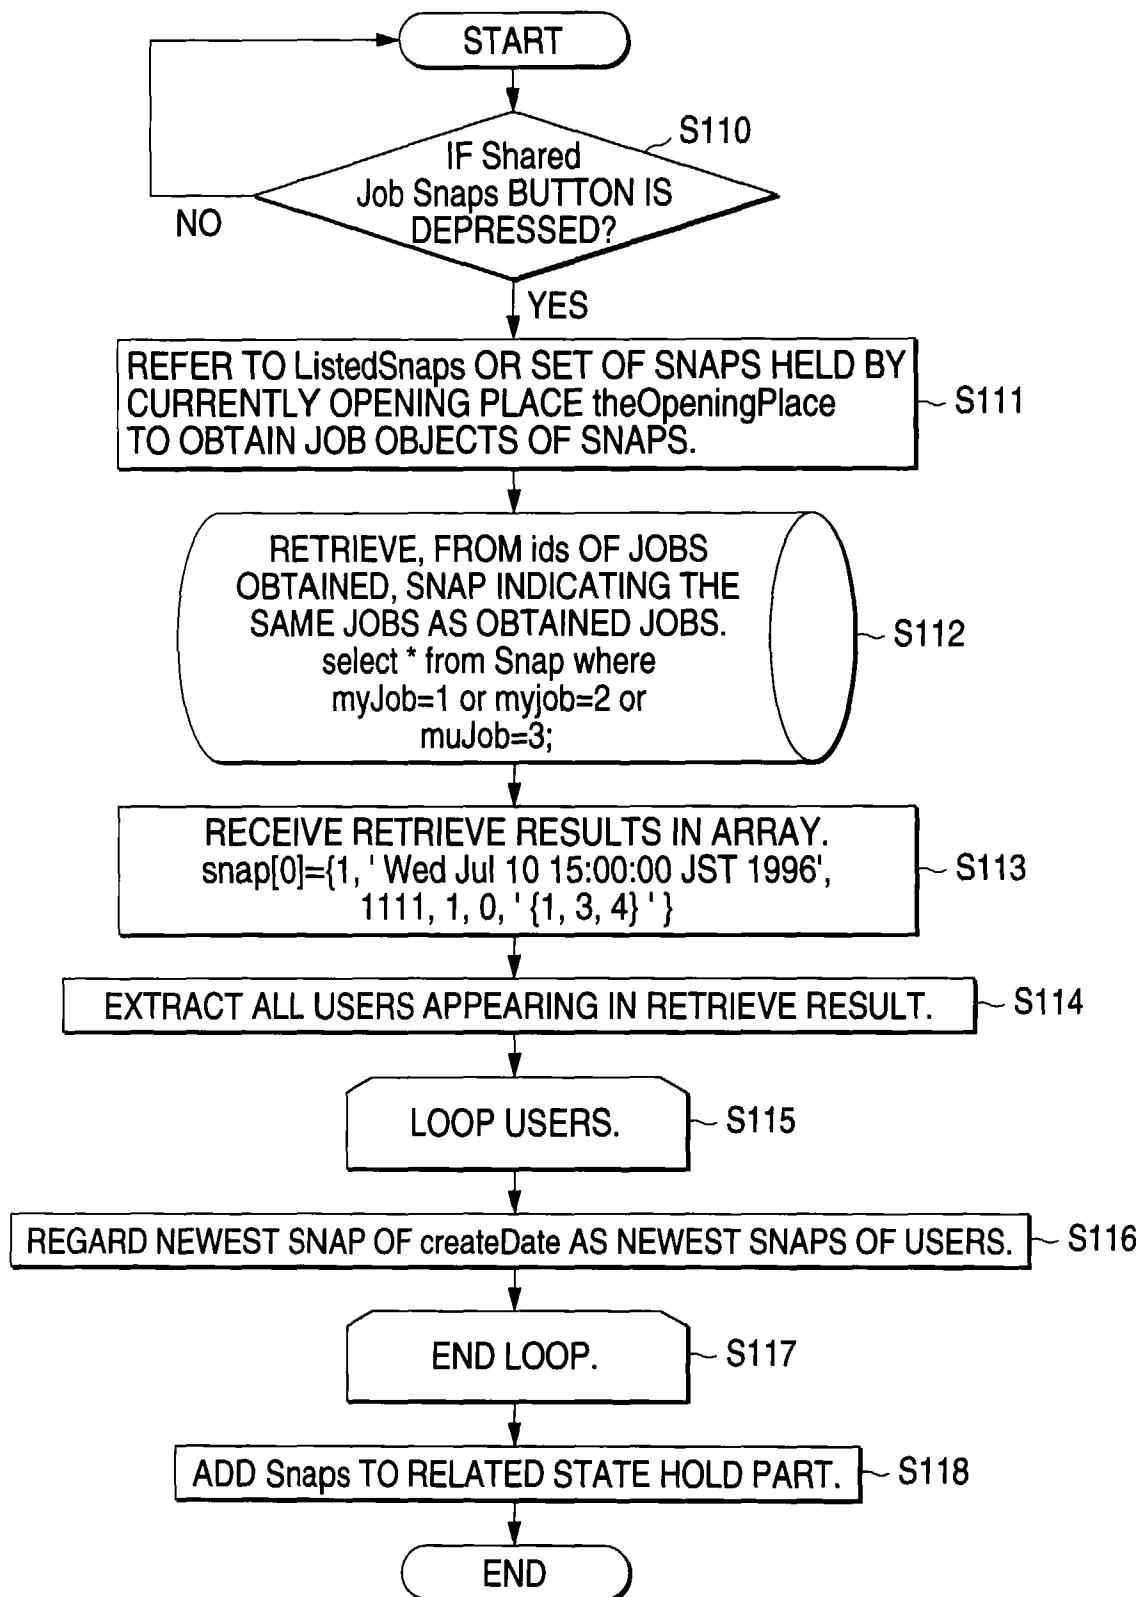 START
IF Shared
Job Snaps BUTTON IS
DEPRESSED?
S110
NO
YES
REFER TO ListedSnaps OR SET OF SNAPS HELD BY
CURRENTLY OPENING PLACE theOpeningPlace
TO OBTAIN JOB OBJECTS OF SNAPS.
S111
RETRIEVE, FROM ids OF JOBS
OBTAINED, SNAP INDICATING THE
SAME JOBS AS OBTAINED JOBS.
select * from Snap where
myJob=1 or myjob=2 or
muJob=3;
S112
RECEIVE RETRIEVE RESULTS IN ARRAY.
snap[0]={1, ' Wed Jul 10 15:00:00 JST 1996',
1111, 1, 0, ' {1, 3, 4} ' }
S113
EXTRACT ALL USERS APPEARING IN RETRIEVE RESULT.
S114
LOOP USERS.
S115
REGARD NEWEST SNAP OF createDate AS NEWEST SNAPS OF USERS.
S116
END LOOP.
S117
ADD Snaps TO RELATED STATE HOLD PART.
S118
END